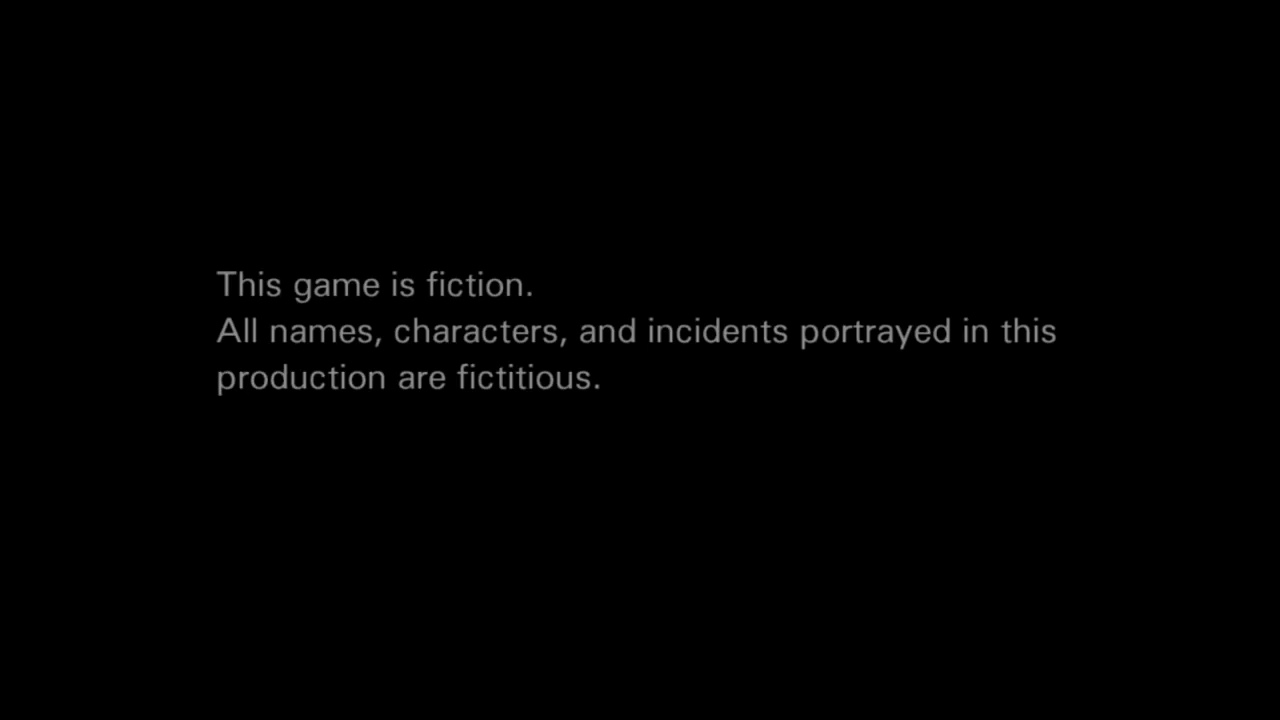 This game is fiction.
All names, characters, and incidents portrayed in this
production are fictitious.